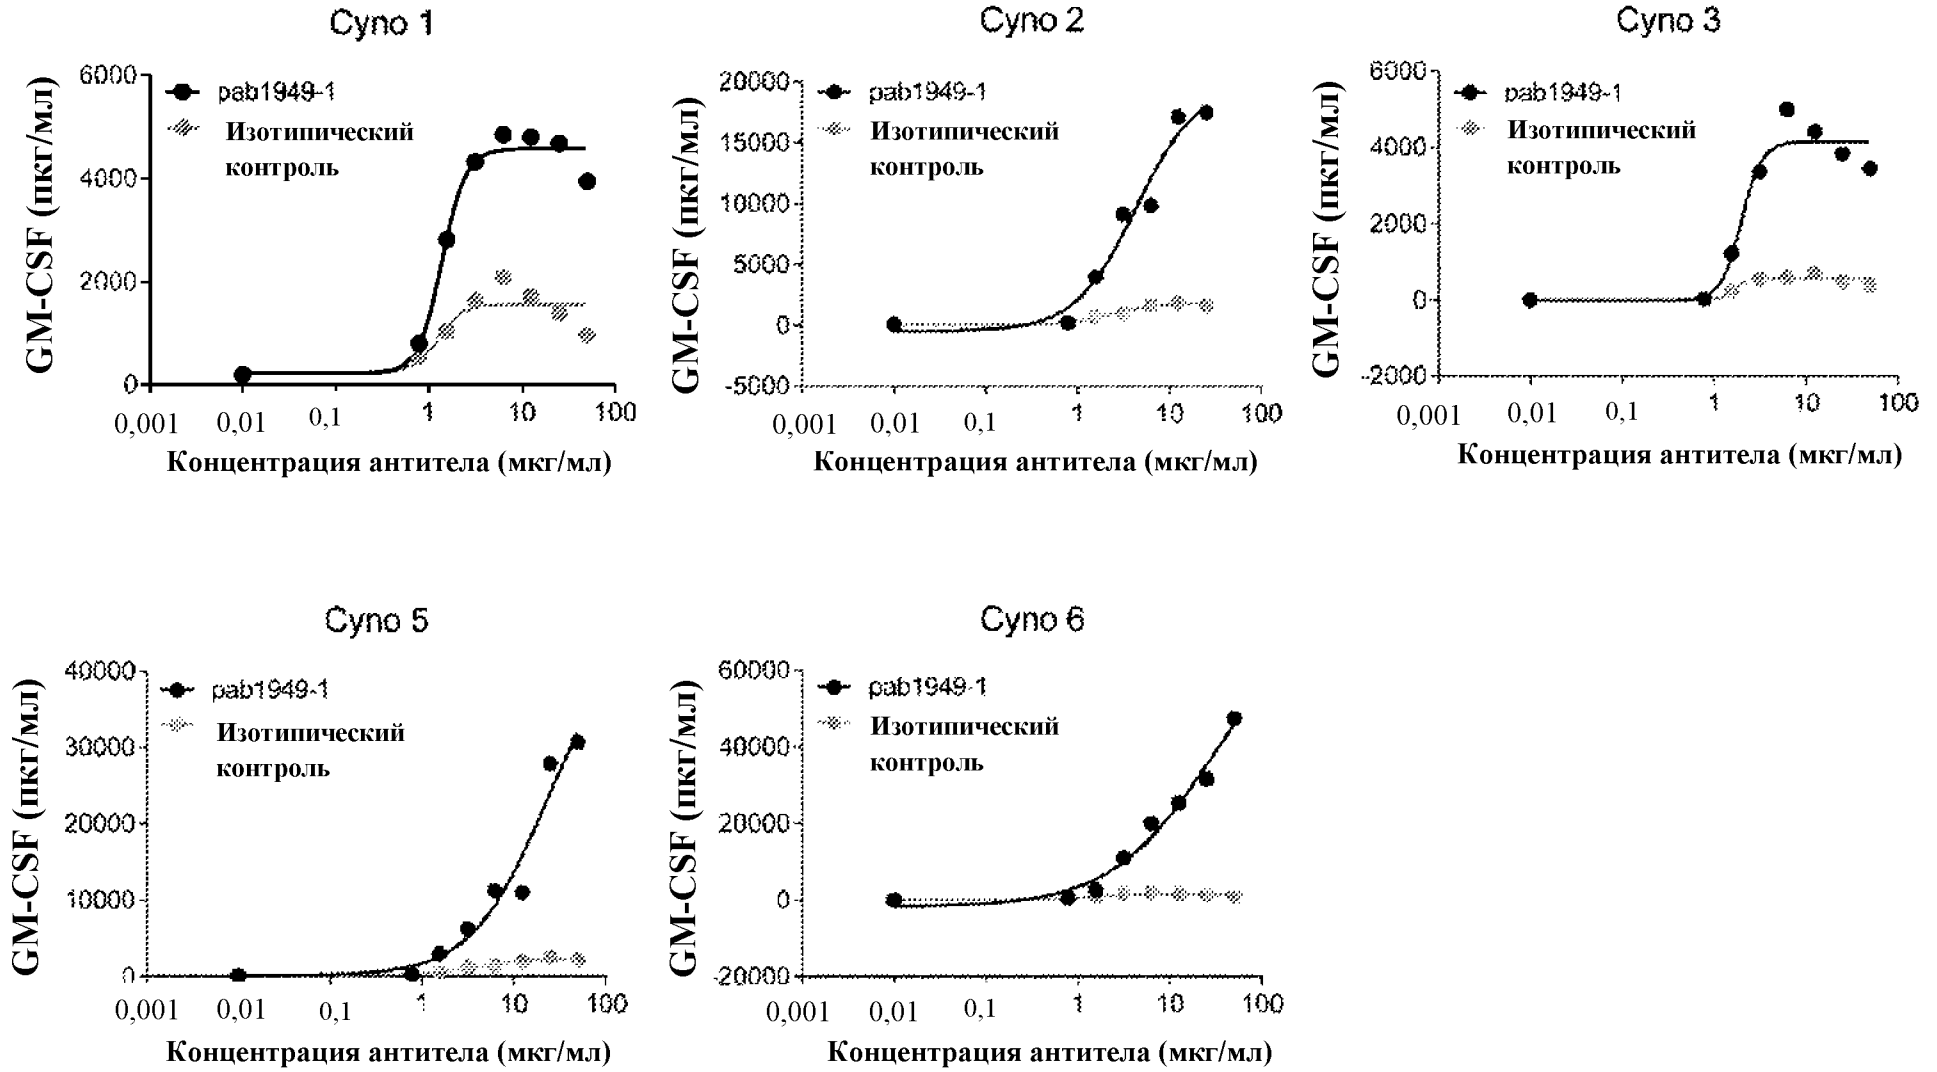 Cyno 1
GM-CSF (пкг/мл)
6000
4000
2000
0
pab1949-1
Изотипический
контроль
0,001
0,01
0,1
1
10
100
Концентрация антитела (мкг/мл)
Cyno 2
GM-CSF (пкг/мл)
20000
15000
10000
5000
0
-5000
pab1949-1
Изотипический
контроль
0,001
0,01
0,1
1
10
100
Концентрация антитела (мкг/мл)
Cyno 3
GM-CSF (пкг/мл)
6000
4000
2000
0
-2000
pab1949-1
Изотипический
контроль
0,001
0,01
0,1
1
10
100
Концентрация антитела (мкг/мл)
Cyno 5
GM-CSF (пкг/мл)
40000
30000
20000
10000
0
pab1949-1
Изотипический
контроль
0,001
0,01
0,1
1
10
100
Концентрация антитела (мкг/мл)
Cyno 6
GM-CSF (пкг/мл)
60000
40000
20000
0
-20000
pab1949-1
Изотипический
контроль
0,001
0,01
0,1
1
10
100
Концентрация антитела (мкг/мл)